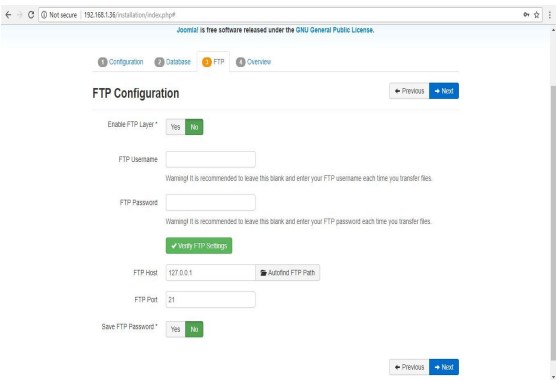 Not secure | 192.168.1.36/installation/index.php#
Joomla! is free software released under the GNU General Public License.
1 Configuration 2 Database 3 FTP 4 Overview
FTP Configuration
Previous Next
Enable FTP Layer * Yes No
FTP Username
Warning! It is recommended to leave this blank and enter your FTP username each time you transfer files.
FTP Password
Warning! It is recommended to leave this blank and enter your FTP password each time you transfer files.
Verify FTP Settings
FTP Host 127.0.0.1 Autofind FTP Path
FTP Port 21
Save FTP Password * Yes No
Previous Next